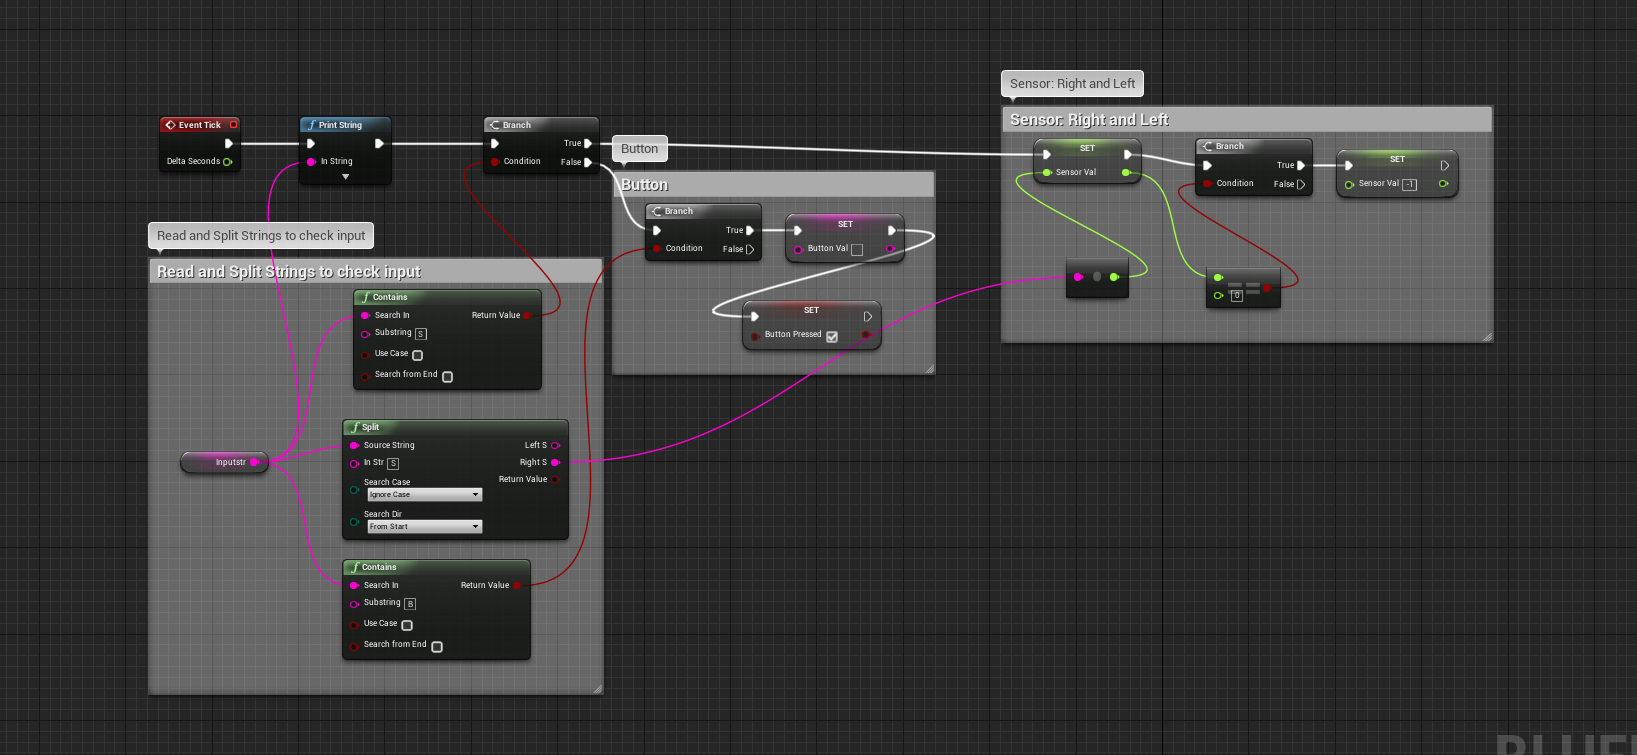 Sensor: Right and Left
Sensor: Right and Left
Event Tick
Delta Seconds
Print String
In String
Branch
True
Condition
False
Button
Button
Branch
True
Condition
False
SET
Button Val
SET
Button Pressed
SET
Sensor Val
Branch
True
Condition
False
SET
Sensor Val -1
0
Read and Split Strings to check input
Read and Split Strings to check input
Contains
Search In
Return Value
Substring S
Use Case
Search from End
Inputstr
Split
Source String
Left S
In Str S
Right S
Return Value
Search Case
Ignore Case
Search Dir
From Start
Contains
Search In
Return Value
Substring B
Use Case
Search from End